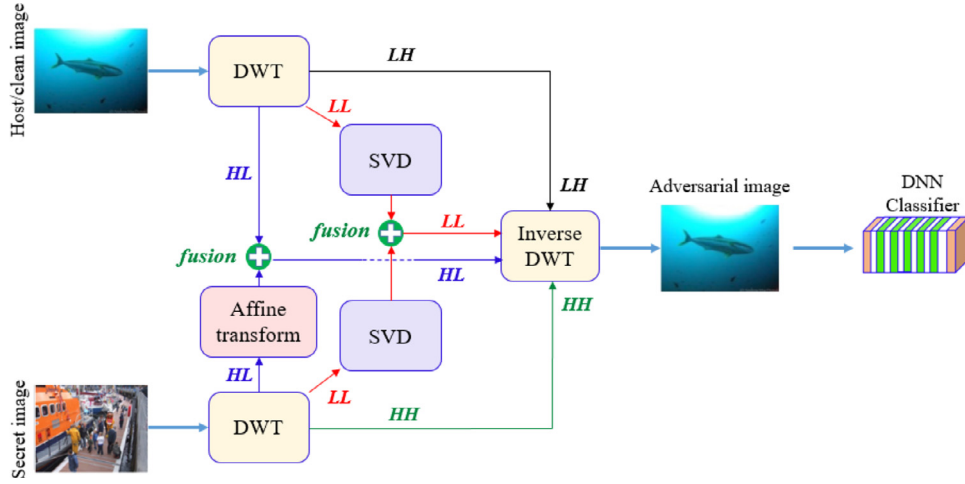 Host/clean image
DWT
LH
LL
SVD
HL
LH
Adversarial image
DNN
Classifier
fusion
fusion
LL
Inverse
DWT
HL
HH
Affine
transform
SVD
HL
LL
Secret image
DWT
HH